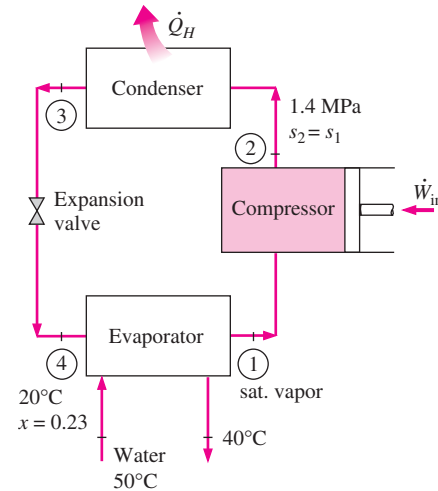 Q̇H
Condenser
3
1.4 MPa
s2 = s1
2
Expansion
valve
Compressor
Ẇin
Evaporator
4
1
20°C
x = 0.23
sat. vapor
Water
50°C
40°C